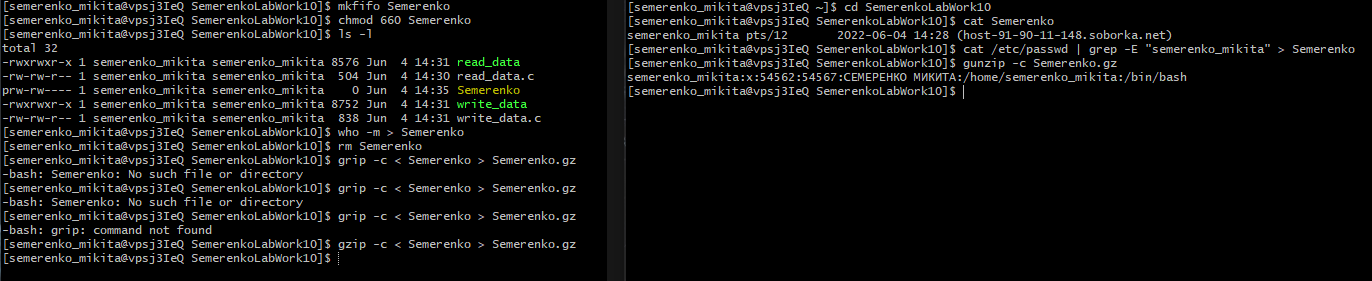 [semerenko_mikita@vpsj3IeQ SemerenkoLabWork10]$ mkfifo Semerenko
[semerenko_mikita@vpsj3IeQ SemerenkoLabWork10]$ chmod 660 Semerenko
[semerenko_mikita@vpsj3IeQ SemerenkoLabWork10]$ ls -l
total 32
-rwxrwxr-x 1 semerenko_mikita semerenko_mikita 8576 Jun  4 14:31 read_data
-rw-rw-r-- 1 semerenko_mikita semerenko_mikita  504 Jun  4 14:30 read_data.c
prw-rw---- 1 semerenko_mikita semerenko_mikita    0 Jun  4 14:35 Semerenko
-rwxrwxr-x 1 semerenko_mikita semerenko_mikita 8752 Jun  4 14:31 write_data
-rw-rw-r-- 1 semerenko_mikita semerenko_mikita  838 Jun  4 14:31 write_data.c
[semerenko_mikita@vpsj3IeQ SemerenkoLabWork10]$ who -m > Semerenko
[semerenko_mikita@vpsj3IeQ SemerenkoLabWork10]$ rm Semerenko
[semerenko_mikita@vpsj3IeQ SemerenkoLabWork10]$ grip -c < Semerenko > Semerenko.gz
-bash: Semerenko: No such file or directory
[semerenko_mikita@vpsj3IeQ SemerenkoLabWork10]$ grip -c < Semerenko > Semerenko.gz
-bash: Semerenko: No such file or directory
[semerenko_mikita@vpsj3IeQ SemerenkoLabWork10]$ grip -c < Semerenko > Semerenko.gz
-bash: grip: command not found
[semerenko_mikita@vpsj3IeQ SemerenkoLabWork10]$ gzip -c < Semerenko > Semerenko.gz
[semerenko_mikita@vpsj3IeQ SemerenkoLabWork10]$
[semerenko_mikita@vpsj3IeQ ~]$ cd SemerenkoLabWork10
[semerenko_mikita@vpsj3IeQ SemerenkoLabWork10]$ cat Semerenko
semerenko_mikita pts/12       2022-06-04 14:28 (host-91-90-11-148.soborka.net)
[semerenko_mikita@vpsj3IeQ SemerenkoLabWork10]$ cat /etc/passwd | grep -E "semerenko_mikita" > Semerenko
[semerenko_mikita@vpsj3IeQ SemerenkoLabWork10]$ gunzip -c Semerenko.gz
semerenko_mikita:x:54562:54567:СЕМЕРЕНКО МИКИТА:/home/semerenko_mikita:/bin/bash
[semerenko_mikita@vpsj3IeQ SemerenkoLabWork10]$